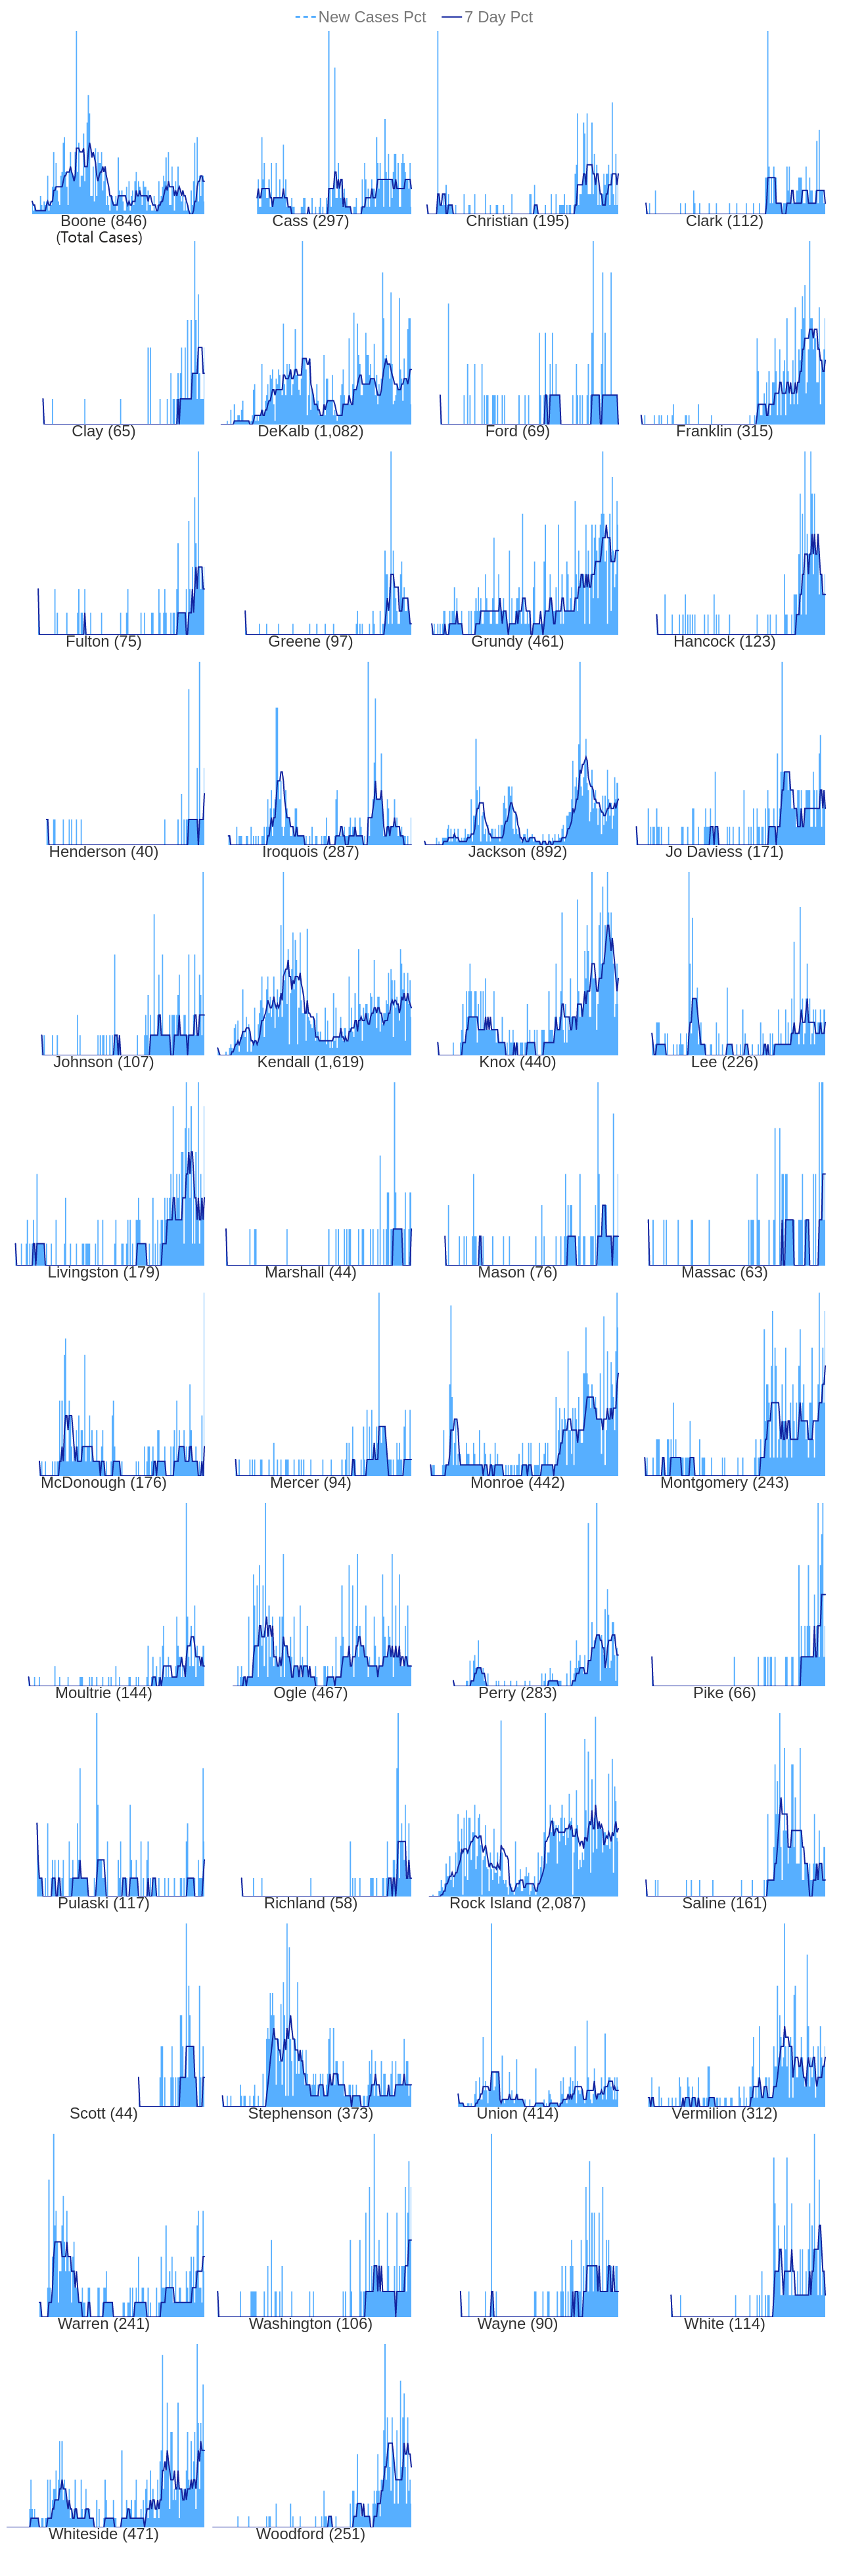 New Cases Pct 7 Day Pct
Boone (846) Cass (297) Christian (195) Clark (112)
(Total Cases)
Clay (65) DeKalb (1,082) Ford (69) Franklin (315)
Fulton (75) Greene (97) Grundy (461) Hancock (123)
Henderson (40) Iroquois (287) Jackson (892) Jo Daviess (171)
Johnson (107) Kendall (1,619) Knox (440) Lee (226)
Livingston (179) Marshall (44) Mason (76) Massac (63)
McDonough (176) Mercer (94) Monroe (442) Montgomery (243)
Moultrie (144) Ogle (467) Perry (283) Pike (66)
Pulaski (117) Richland (58) Rock Island (2,087) Saline (161)
Scott (44) Stephenson (373) Union (414) Vermilion (312)
Warren (241) Washington (106) Wayne (90) White (114)
Whiteside (471) Woodford (251)